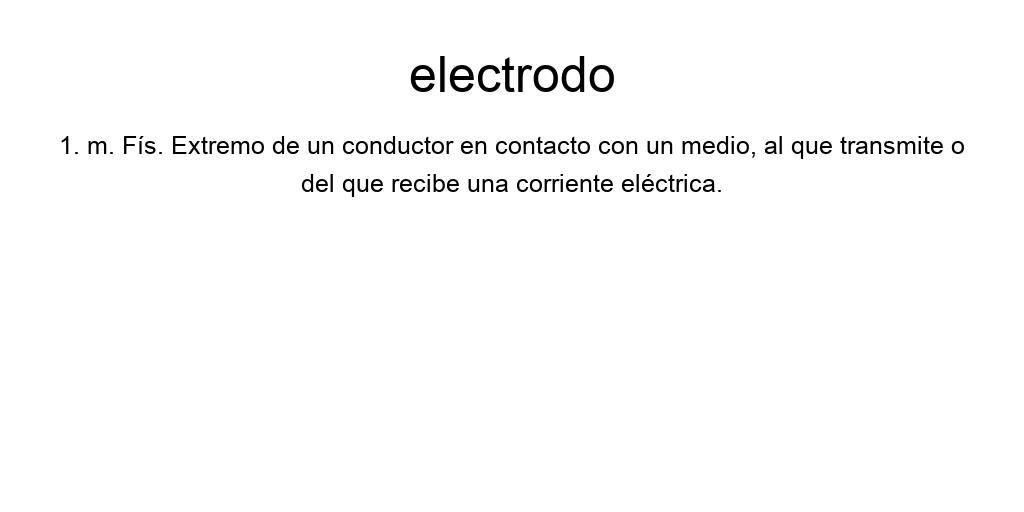 electrodo
1. m. Fís. Extremo de un conductor en contacto con un medio, al que transmite o
del que recibe una corriente eléctrica.